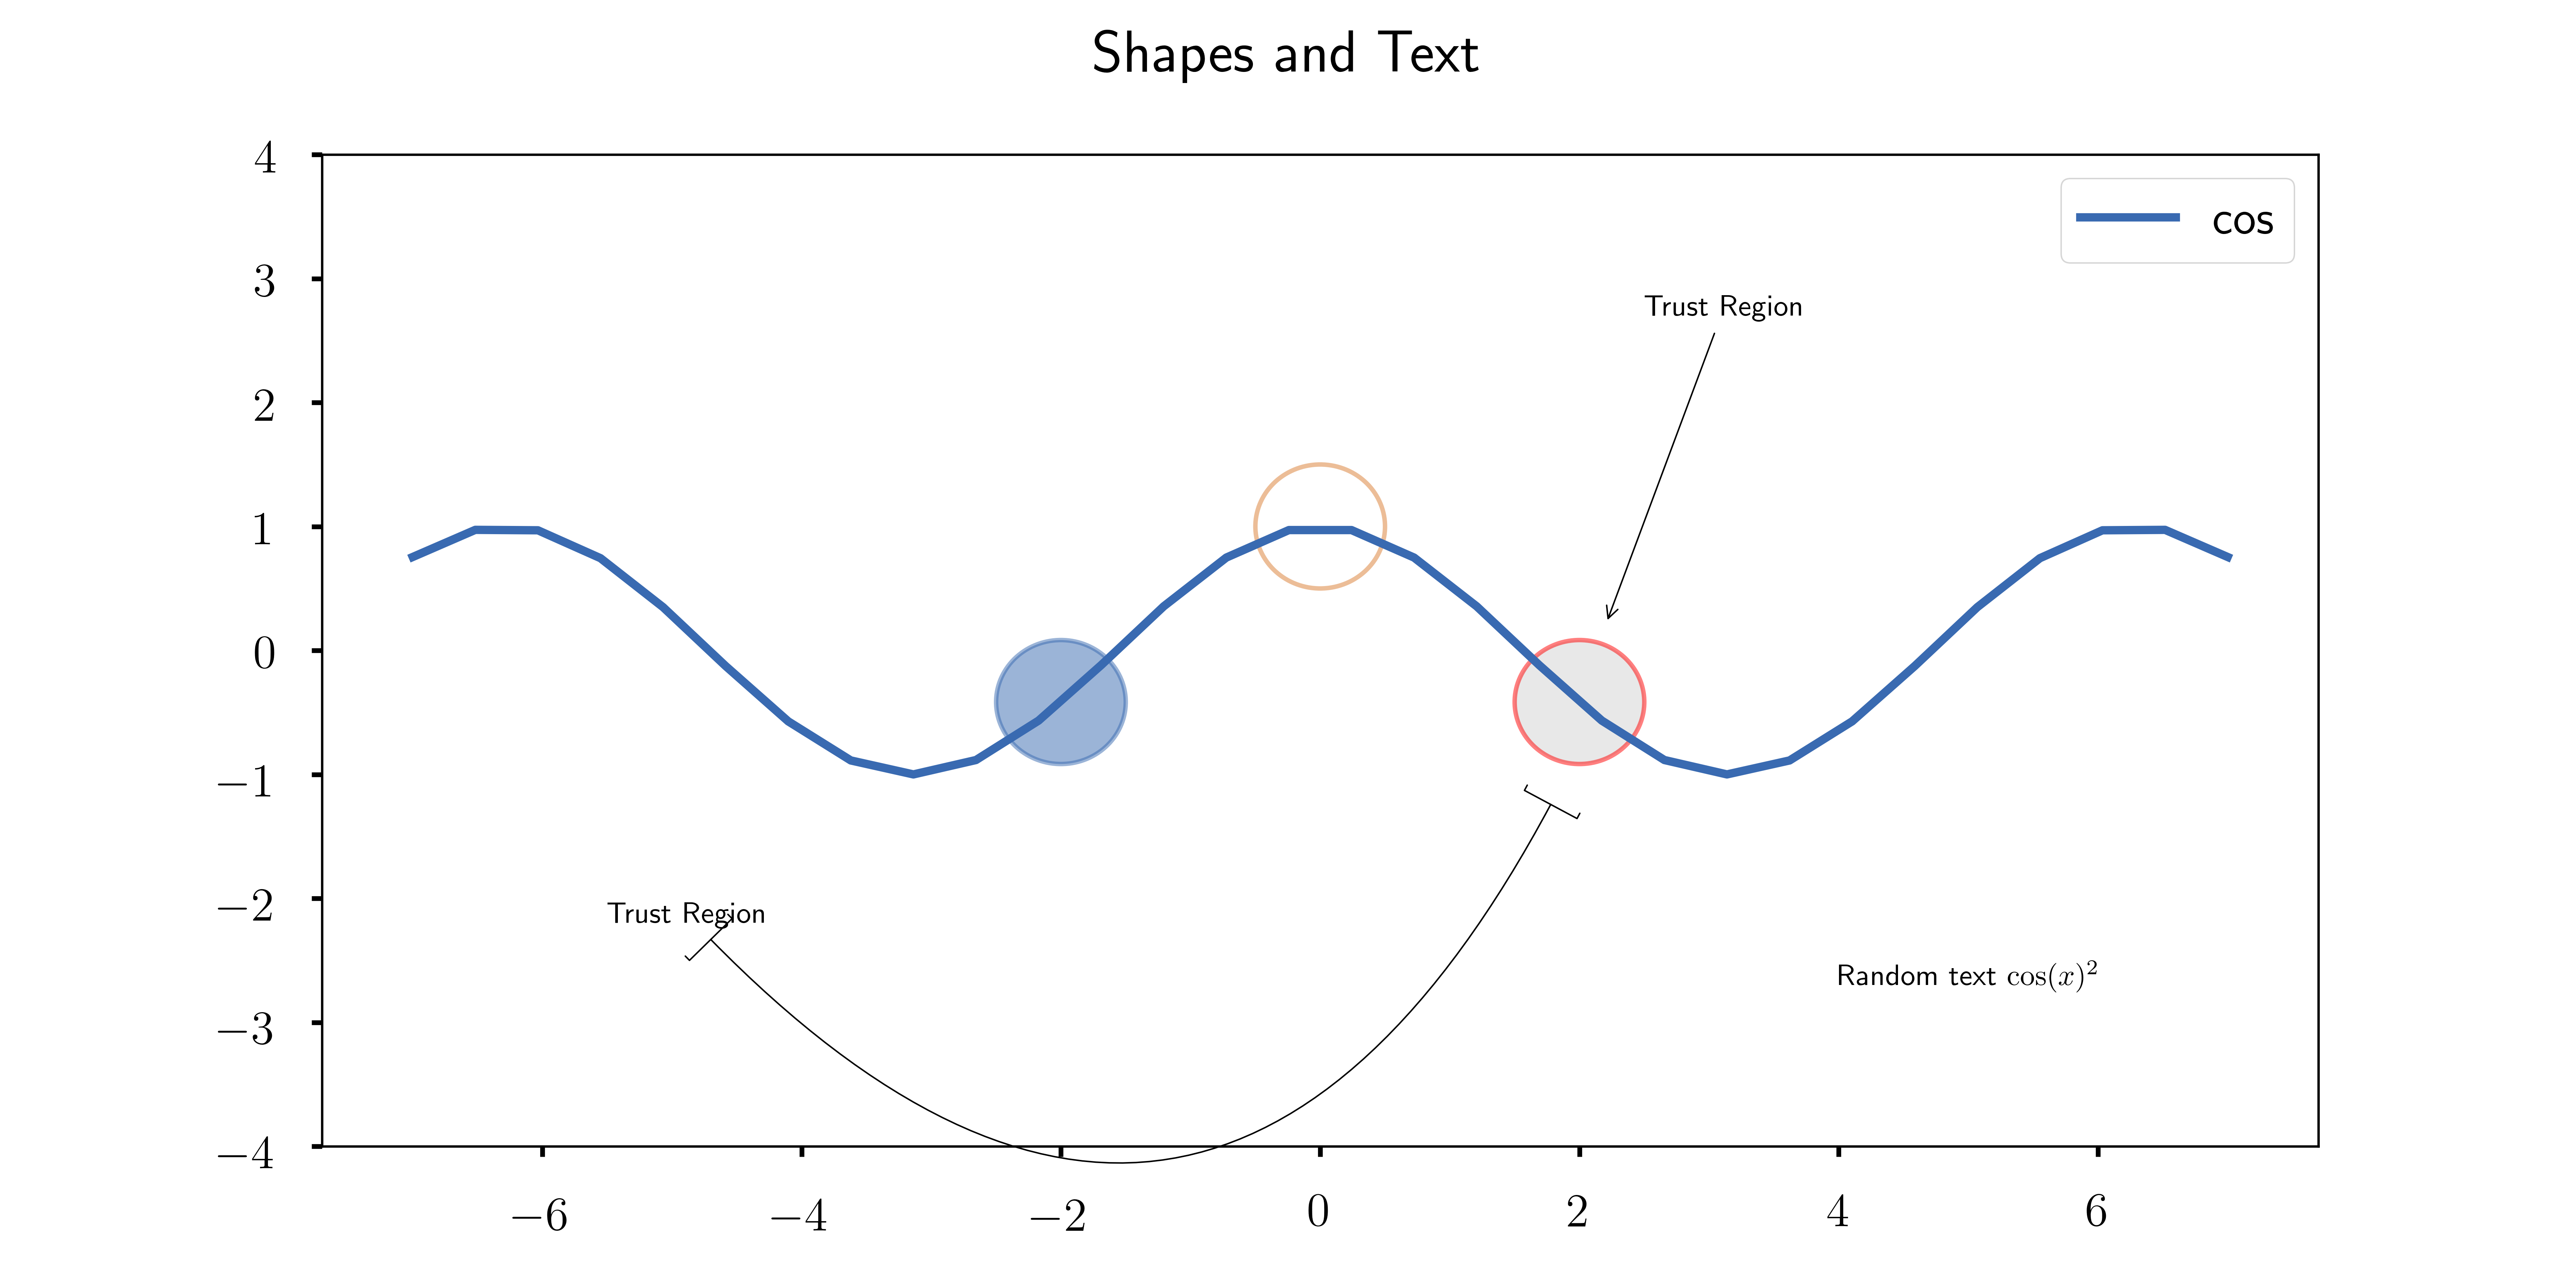 Shapes and Text
4
cos
3
Trust Region
2
1
0
−1
−2
Trust Region
Random text cos(x)²
−3
−4
−6 −4 −2 0 2 4 6